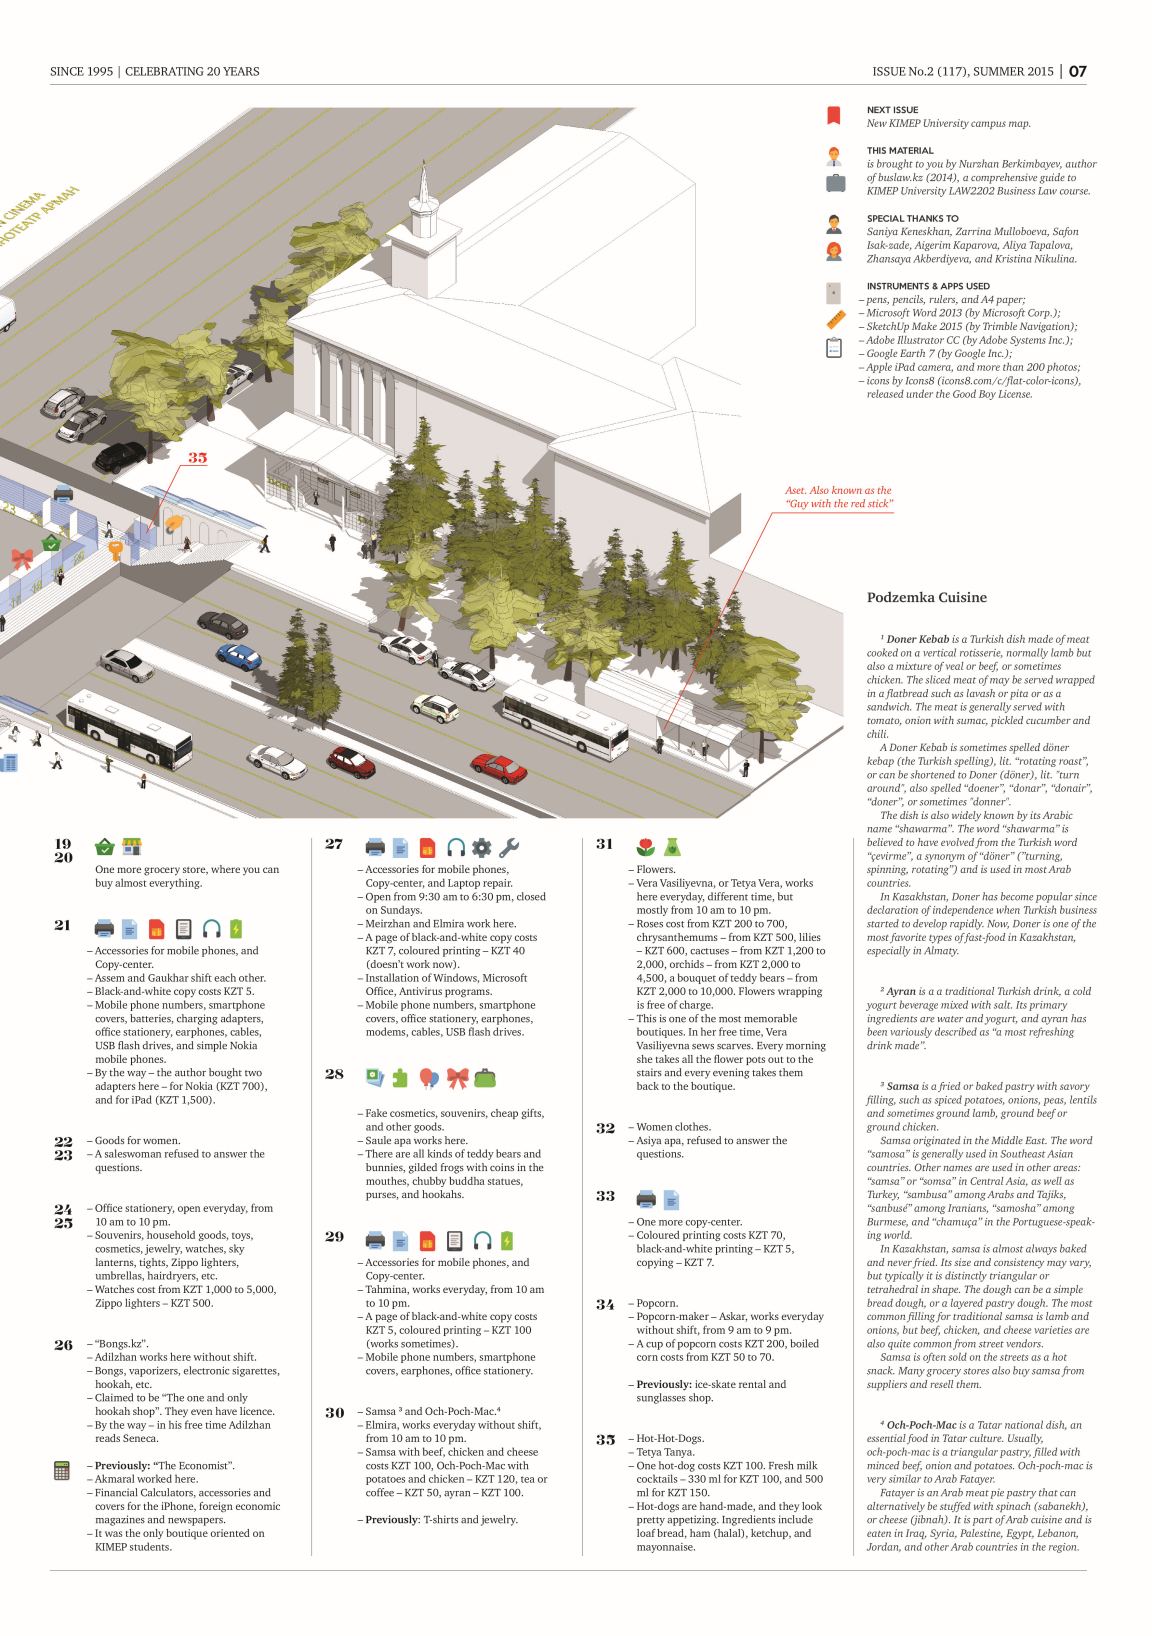 SINCE 1995 | CELEBRATING 20 YEARS
ISSUE No.2 (117), SUMMER 2015 | 07
CINEMA
АРМАН
23
35
Aset. Also known as the
“Guy with the red stick”
NEXT ISSUE
New KIMEP University campus map.
THIS MATERIAL
is brought to you by Nurzhan Berkimbayev, author
of buslaw.kz (2014), a comprehensive guide to
KIMEP University LAW2202 Business Law course.
SPECIAL THANKS TO
Saniya Keneskhan, Zarrina Mulloboeva, Safon
Isak-zade, Aigerim Kaparova, Aliya Tapalova,
Zhansaya Akberdiyeva, and Kristina Nikulina.
INSTRUMENTS & APPS USED
– pens, pencils, rulers, and A4 paper;
– Microsoft Word 2013 (by Microsoft Corp.);
– SketchUp Make 2015 (by Trimble Navigation);
– Adobe Illustrator CC (by Adobe Systems Inc.);
– Google Earth 7 (by Google Inc.);
– Apple iPad camera, and more than 200 photos;
– icons by Icons8 (icons8.com/c/flat-color-icons),
released under the Good Boy License.
19
20
One more grocery store, where you can
buy almost everything.
21
– Accessories for mobile phones, and
Copy-center.
– Assem and Gaukhar shift each other.
– Black-and-white copy costs KZT 5.
– Mobile phone numbers, smartphone
covers, batteries, charging adapters,
office stationery, earphones, cables,
USB flash drives, and simple Nokia
mobile phones.
– By the way – the author bought two
adapters here – for Nokia (KZT 700),
and for iPad (KZT 1,500).
22 – Goods for women.
23 – A saleswoman refused to answer the
questions.
24 – Office stationery, open everyday, from
25 10 am to 10 pm.
– Souvenirs, household goods, toys,
cosmetics, jewelry, watches, sky
lanterns, tights, Zippo lighters,
umbrellas, hairdryers, etc.
– Watches cost from KZT 1,000 to 5,000,
Zippo lighters – KZT 500.
26 – “Bongs.kz”.
– Adilzhan works here without shift.
– Bongs, vaporizers, electronic sigarettes,
hookah, etc.
– Claimed to be “The one and only
hookah shop”. They even have licence.
– By the way – in his free time Adilzhan
reads Seneca.
– Previously: “The Economist”.
– Akmaral worked here.
– Financial Calculators, accessories and
covers for the iPhone, foreign economic
magazines and newspapers.
– It was the only boutique oriented on
KIMEP students.
27
– Accessories for mobile phones,
Copy-center, and Laptop repair.
– Open from 9:30 am to 6:30 pm, closed
on Sundays.
– Meirzhan and Elmira work here.
– A page of black-and-white copy costs
KZT 7, coloured printing – KZT 40
(doesn’t work now).
– Installation of Windows, Microsoft
Office, Antivirus programs.
– Mobile phone numbers, smartphone
covers, office stationery, earphones,
modems, cables, USB flash drives.
28
– Fake cosmetics, souvenirs, cheap gifts,
and other goods.
– Saule apa works here.
– There are all kinds of teddy bears and
bunnies, gilded frogs with coins in the
mouthes, chubby buddha statues,
purses, and hookahs.
29
– Accessories for mobile phones, and
Copy-center.
– Tahmina, works everyday, from 10 am
to 10 pm.
– A page of black-and-white copy costs
KZT 5, coloured printing – KZT 100
(works sometimes).
– Mobile phone numbers, smartphone
covers, earphones, office stationery.
30 – Samsa ³ and Och-Poch-Mac.⁴
– Elmira, works everyday without shift,
from 10 am to 10 pm.
– Samsa with beef, chicken and cheese
costs KZT 100, Och-Poch-Mac with
potatoes and chicken – KZT 120, tea or
coffee – KZT 50, ayran – KZT 100.
– Previously: T-shirts and jewelry.
31
– Flowers.
– Vera Vasiliyevna, or Tetya Vera, works
here everyday, different time, but
mostly from 10 am to 10 pm.
– Roses cost from KZT 200 to 700,
chrysanthemums – from KZT 500, lilies
– KZT 600, cactuses – from KZT 1,200 to
2,000, orchids – from KZT 2,000 to
4,500, a bouquet of teddy bears – from
KZT 2,000 to 10,000. Flowers wrapping
is free of charge.
– This is one of the most memorable
boutiques. In her free time, Vera
Vasiliyevna sews scarves. Every morning
she takes all the flower pots out to the
stairs and every evening takes them
back to the boutique.
32 – Women clothes.
– Asiya apa, refused to answer the
questions.
33
– One more copy-center.
– Coloured printing costs KZT 70,
black-and-white printing – KZT 5,
copying – KZT 7.
34 – Popcorn.
– Popcorn-maker – Askar, works everyday
without shift, from 9 am to 9 pm.
– A cup of popcorn costs KZT 200, boiled
corn costs from KZT 50 to 70.
– Previously: ice-skate rental and
sunglasses shop.
35 – Hot-Hot-Dogs.
– Tetya Tanya.
– One hot-dog costs KZT 100. Fresh milk
cocktails – 330 ml for KZT 100, and 500
ml for KZT 150.
– Hot-dogs are hand-made, and they look
pretty appetizing. Ingredients include
loaf bread, ham (halal), ketchup, and
mayonnaise.
Podzemka Cuisine
¹ Doner Kebab is a Turkish dish made of meat
cooked on a vertical rotisserie, normally lamb but
also a mixture of veal or beef, or sometimes
chicken. The sliced meat of may be served wrapped
in a flatbread such as lavash or pita or as a
sandwich. The meat is generally served with
tomato, onion with sumac, pickled cucumber and
chili.
A Doner Kebab is sometimes spelled döner
kebap (the Turkish spelling), lit. “rotating roast”,
or can be shortened to Doner (döner), lit. "turn
around", also spelled “doener”, “donar”, “donair”,
“doner”, or sometimes "donner".
The dish is also widely known by its Arabic
name “shawarma”. The word “shawarma” is
believed to have evolved from the Turkish word
“çevirme”, a synonym of “döner” (”turning,
spinning, rotating”) and is used in most Arab
countries.
In Kazakhstan, Doner has become popular since
declaration of independence when Turkish business
started to develop rapidly. Now, Doner is one of the
most favorite types of fast-food in Kazakhstan,
especially in Almaty.
² Ayran is a a traditional Turkish drink, a cold
yogurt beverage mixed with salt. Its primary
ingredients are water and yogurt, and ayran has
been variously described as “a most refreshing
drink made”.
³ Samsa is a fried or baked pastry with savory
filling, such as spiced potatoes, onions, peas, lentils
and sometimes ground lamb, ground beef or
ground chicken.
Samsa originated in the Middle East. The word
“samosa” is generally used in Southeast Asian
countries. Other names are used in other areas:
“samsa” or “somsa” in Central Asia, as well as
Turkey, “sambusa” among Arabs and Tajiks,
“sanbusé” among Iranians, “samosha” among
Burmese, and “chamuça” in the Portuguese-speak-
ing world.
In Kazakhstan, samsa is almost always baked
and never fried. Its size and consistency may vary,
but typically it is distinctly triangular or
tetrahedral in shape. The dough can be a simple
bread dough, or a layered pastry dough. The most
common filling for traditional samsa is lamb and
onions, but beef, chicken, and cheese varieties are
also quite common from street vendors.
Samsa is often sold on the streets as a hot
snack. Many grocery stores also buy samsa from
suppliers and resell them.
⁴ Och-Poch-Mac is a Tatar national dish, an
essential food in Tatar culture. Usually,
och-poch-mac is a triangular pastry, filled with
minced beef, onion and potatoes. Och-poch-mac is
very similar to Arab Fatayer.
Fatayer is an Arab meat pie pastry that can
alternatively be stuffed with spinach (sabanekh),
or cheese (jibnah). It is part of Arab cuisine and is
eaten in Iraq, Syria, Palestine, Egypt, Lebanon,
Jordan, and other Arab countries in the region.